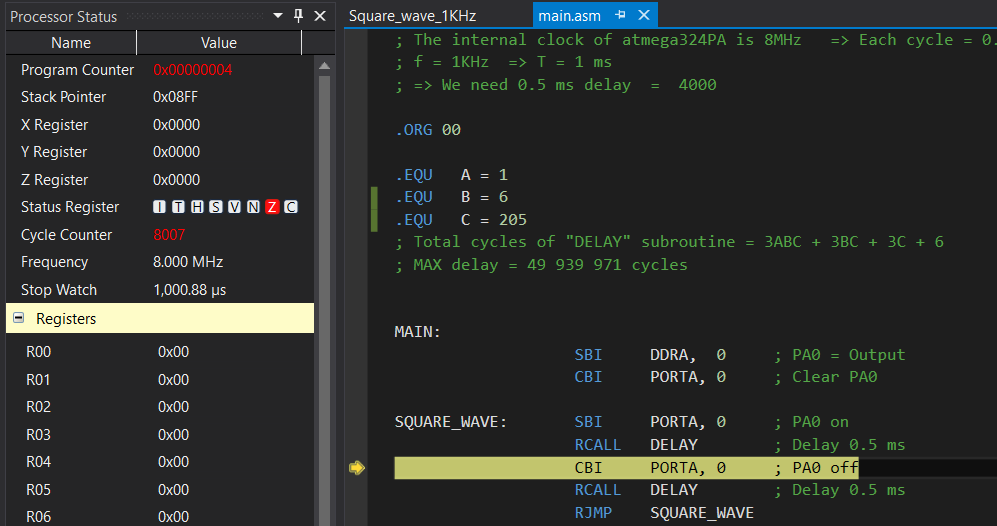 Processor Status
Name Value
Program Counter 0x00000004
Stack Pointer 0x08FF
X Register 0x0000
Y Register 0x0000
Z Register 0x0000
Status Register I T H S V N Z C
Cycle Counter 8007
Frequency 8.000 MHz
Stop Watch 1,000.88 µs
Registers
R00 0x00
R01 0x00
R02 0x00
R03 0x00
R04 0x00
R05 0x00
R06 0x00
Square_wave_1KHz main.asm
; The internal clock of atmega324PA is 8MHz => Each cycle = 0.
; f = 1KHz => T = 1 ms
; => We need 0.5 ms delay = 4000
.ORG 00
.EQU A = 1
.EQU B = 6
.EQU C = 205
; Total cycles of "DELAY" subroutine = 3ABC + 3BC + 3C + 6
; MAX delay = 49 939 971 cycles
MAIN:
SBI DDRA, 0 ; PA0 = Output
CBI PORTA, 0 ; Clear PA0
SQUARE_WAVE: SBI PORTA, 0 ; PA0 on
RCALL DELAY ; Delay 0.5 ms
CBI PORTA, 0 ; PA0 off
RCALL DELAY ; Delay 0.5 ms
RJMP SQUARE_WAVE